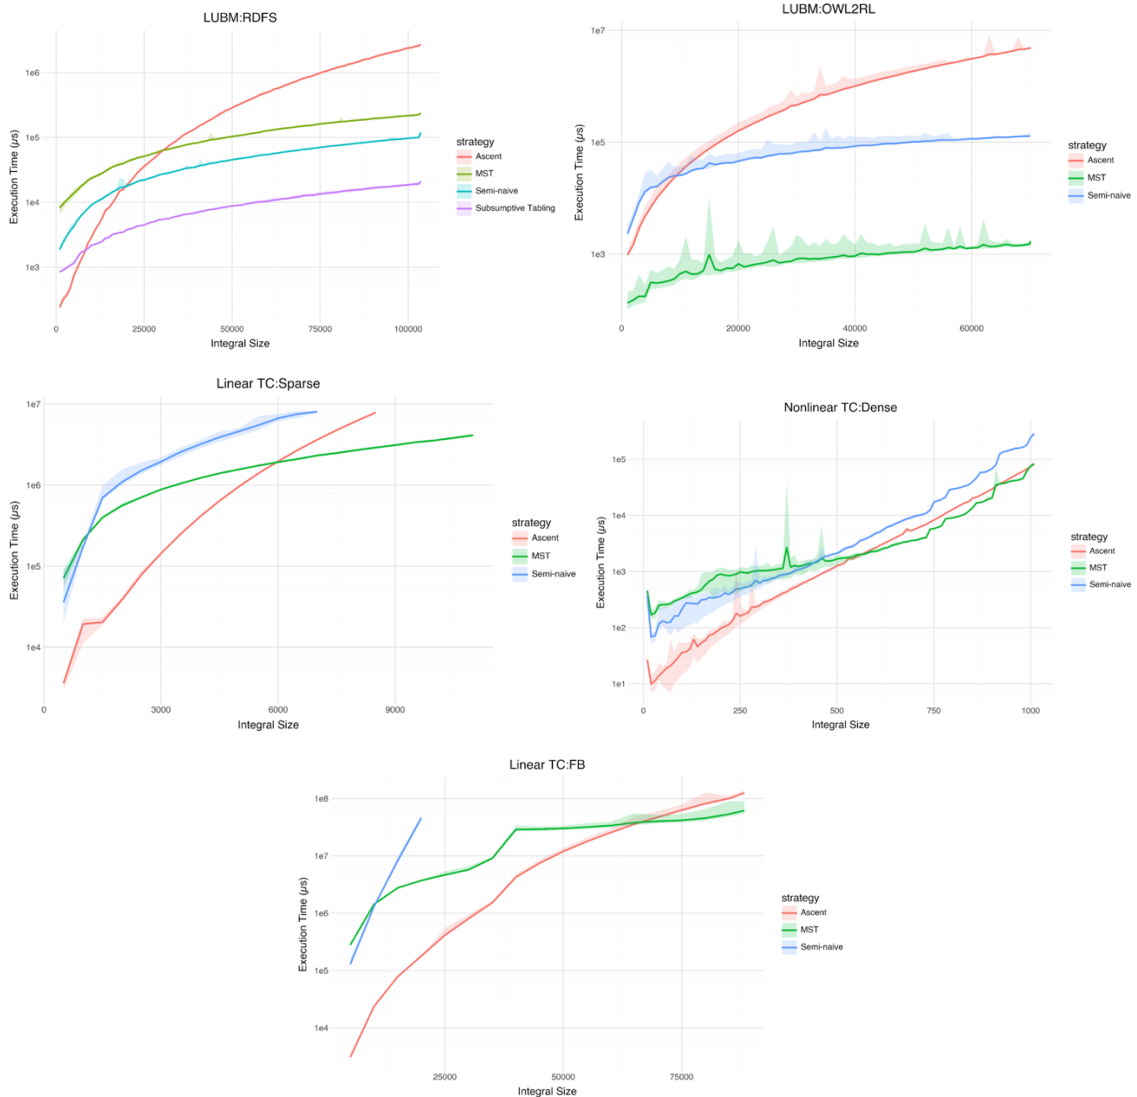 LUBM:RDFS
Execution Time (µs)
1e6
1e5
1e4
1e3
0
25000
50000
75000
100000
Integral Size
strategy
Ascent
MST
Semi-naive
Subsumptive Tabling
LUBM:OWL2RL
Execution Time (µs)
1e7
1e5
1e3
0
20000
40000
60000
Integral Size
strategy
Ascent
MST
Semi-naive
Linear TC:Sparse
Execution Time (µs)
1e7
1e6
1e5
1e4
0
3000
6000
9000
Integral Size
strategy
Ascent
MST
Semi-naive
Nonlinear TC:Dense
Execution Time (µs)
1e5
1e4
1e3
1e2
1e1
0
250
500
750
1000
Integral Size
strategy
Ascent
MST
Semi-naive
Linear TC:FB
Execution Time (µs)
1e8
1e7
1e6
1e5
1e4
25000
50000
75000
Integral Size
strategy
Ascent
MST
Semi-naive